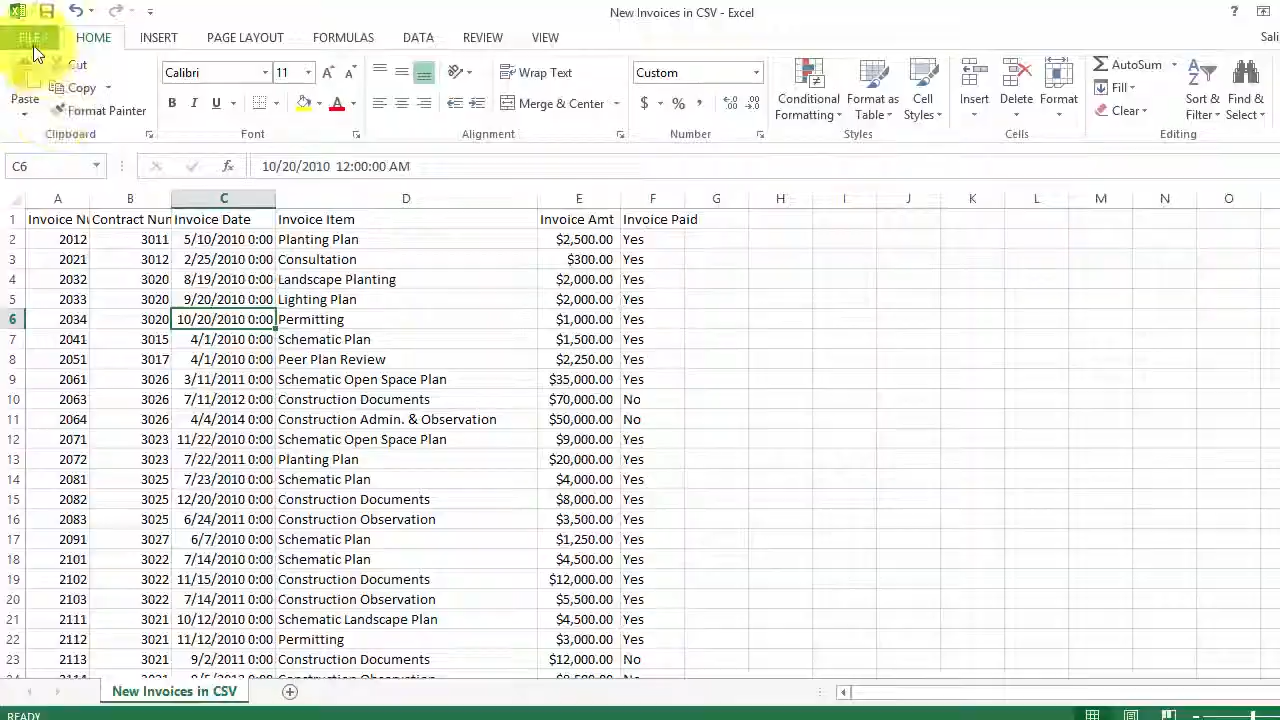 New Invoices in CSV - Excel
?
FILE HOME INSERT PAGE LAYOUT FORMULAS DATA REVIEW VIEW Sali
Paste Cut Copy Format Painter Clipboard
Calibri 11 B I U A Font
Wrap Text Merge & Center Alignment
Custom $ % , Number
Conditional Formatting Format as Table Cell Styles Styles
Insert Delete Format Cells
AutoSum Fill Clear Sort & Filter Find & Select Editing
C6 fx 10/20/2010 12:00:00 AM
A B C D E F G H I J K L M N O
1 Invoice Nu Contract Num Invoice Date Invoice Item Invoice Amt Invoice Paid
2 2012 3011 5/10/2010 0:00 Planting Plan $2,500.00 Yes
3 2021 3012 2/25/2010 0:00 Consultation $300.00 Yes
4 2032 3020 8/19/2010 0:00 Landscape Planting $2,000.00 Yes
5 2033 3020 9/20/2010 0:00 Lighting Plan $2,000.00 Yes
6 2034 3020 10/20/2010 0:00 Permitting $1,000.00 Yes
7 2041 3015 4/1/2010 0:00 Schematic Plan $1,500.00 Yes
8 2051 3017 4/1/2010 0:00 Peer Plan Review $2,250.00 Yes
9 2061 3026 3/11/2011 0:00 Schematic Open Space Plan $35,000.00 Yes
10 2063 3026 7/11/2012 0:00 Construction Documents $70,000.00 No
11 2064 3026 4/4/2014 0:00 Construction Admin. & Observation $50,000.00 No
12 2071 3023 11/22/2010 0:00 Schematic Open Space Plan $9,000.00 Yes
13 2072 3023 7/22/2011 0:00 Planting Plan $20,000.00 Yes
14 2081 3025 7/23/2010 0:00 Schematic Plan $4,000.00 Yes
15 2082 3025 12/20/2010 0:00 Construction Documents $8,000.00 Yes
16 2083 3025 6/24/2011 0:00 Construction Observation $3,500.00 Yes
17 2091 3027 6/7/2010 0:00 Schematic Plan $1,250.00 Yes
18 2101 3022 7/14/2010 0:00 Schematic Plan $4,500.00 Yes
19 2102 3022 11/15/2010 0:00 Construction Documents $12,000.00 Yes
20 2103 3022 7/14/2011 0:00 Construction Observation $5,500.00 Yes
21 2111 3021 10/12/2010 0:00 Schematic Landscape Plan $4,500.00 Yes
22 2112 3021 11/12/2010 0:00 Permitting $3,000.00 Yes
23 2113 3021 9/2/2011 0:00 Construction Documents $12,000.00 No
New Invoices in CSV
READY